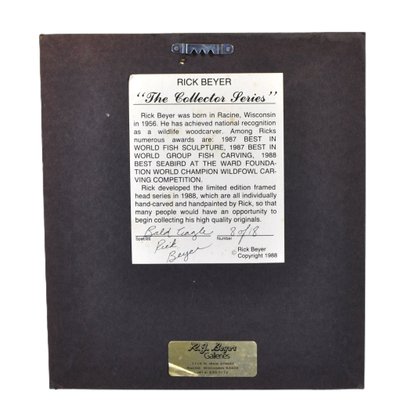 RICK BEYER
"The Collector Series"
Rick Beyer was born in Racine, Wisconsin
in 1956. He has achieved national recognition
as a wildlife woodcarver. Among Ricks
numerous awards are: 1987 BEST IN
WORLD FISH SCULPTURE, 1987 BEST IN
WORLD GROUP FISH CARVING, 1988
BEST SEABIRD AT THE WARD FOUNDA-
TION WORLD CHAMPION WILDFOWL CARV-
ING COMPETITION.
Rick developed the limited edition framed
head series in 1988, which are all individually
hand-carved and handpainted by Rick, so that
many people would have an opportunity to
begin collecting his high quality originals.
Bald Eagle 8 of 18
Species Number
Rick
Beyer
© Rick Beyer
Copyright 1988
R.J. Beyer
Galleries